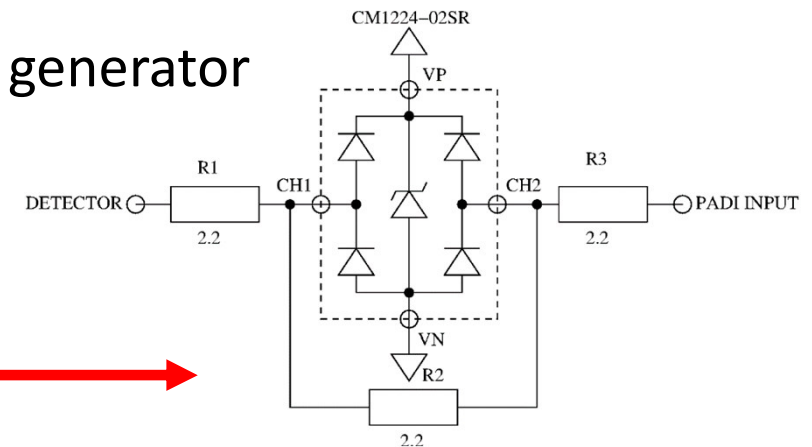 CM1224-02SR
generator
VP
R1
CH1
CH2
R3
DETECTOR
PADI INPUT
2.2
2.2
VN
R2
2.2